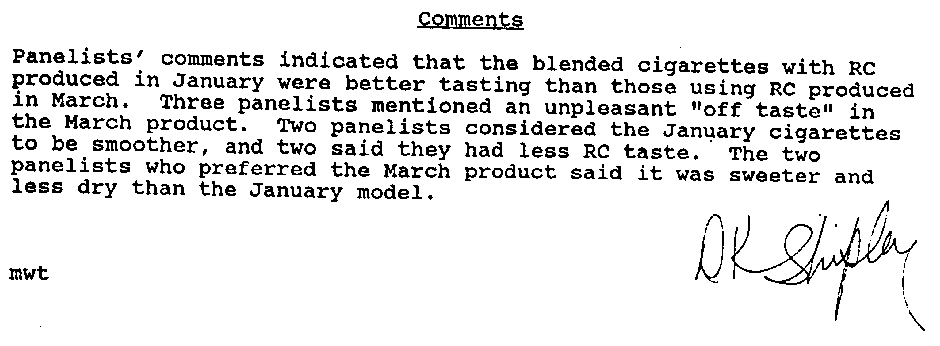 Comments
Panelists' comments indicated that the blended cigarettes with RC
produced in January were better tasting than those using RC produced
in March. Three panelists mentioned an unpleasant "off taste" in
the March product. Two panelists considered the January cigarettes
to be smoother, and two said they had less RC taste. The two
panelists who preferred the March product said it was sweeter and
less dry than the January model.
DK Shipley
mwt